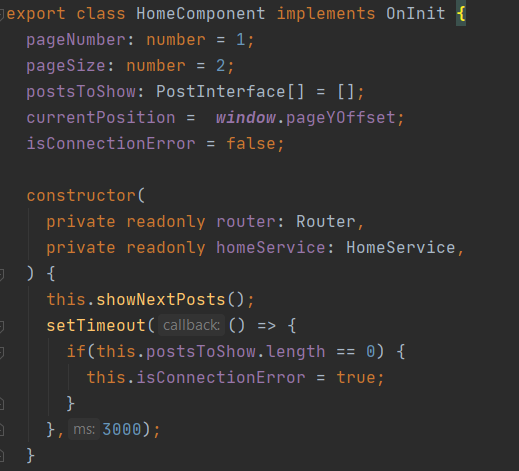 export class HomeComponent implements OnInit {
pageNumber: number = 1;
pageSize: number = 2;
postsToShow: PostInterface[] = [];
currentPosition =  window.pageYOffset;
isConnectionError = false;
constructor(
private readonly router: Router,
private readonly homeService: HomeService,
) {
this.showNextPosts();
setTimeout( callback: () => {
if(this.postsToShow.length == 0) {
this.isConnectionError = true;
}
}, ms: 3000);
}